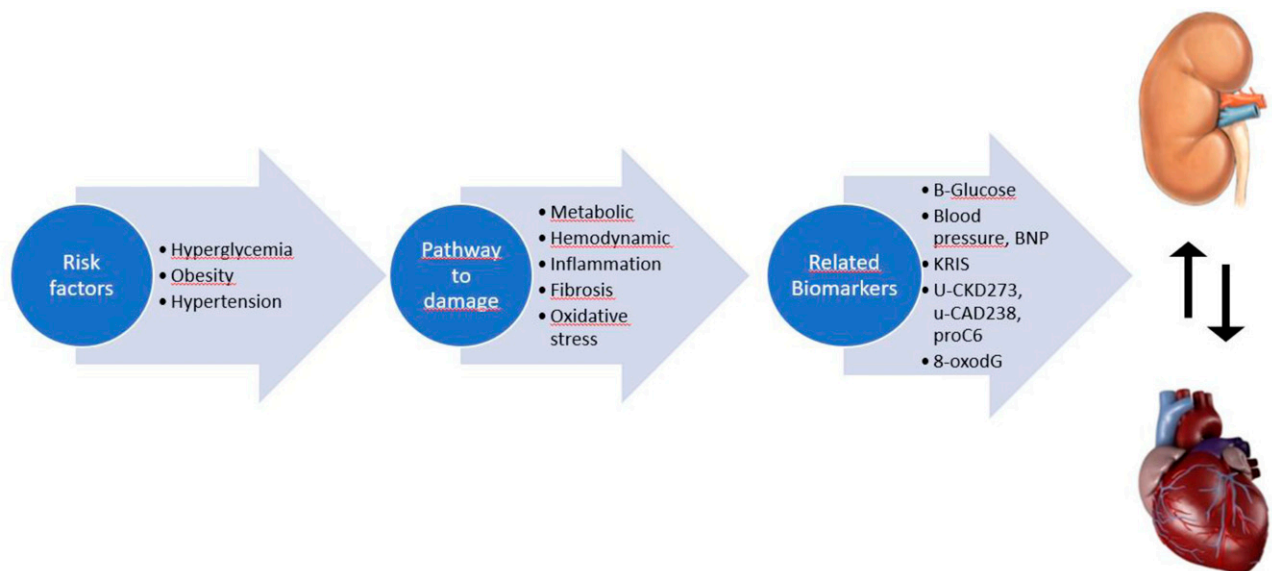 Risk
factors
• Hyperglycemia
• Obesity
• Hypertension
Pathway
to
damage
• Metabolic
• Hemodynamic
• Inflammation
• Fibrosis
• Oxidative
stress
Related
Biomarkers
• B-Glucose
• Blood
pressure, BNP
• KRIS
• U-CKD273,
u-CAD238,
proC6
• 8-oxodG